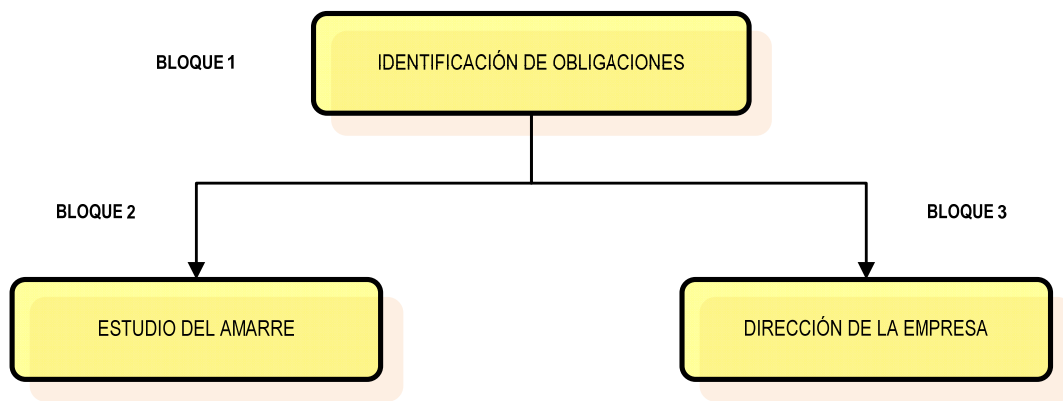 BLOQUE 1
IDENTIFICACIÓN DE OBLIGACIONES
BLOQUE 2
BLOQUE 3
ESTUDIO DEL AMARRE
DIRECCIÓN DE LA EMPRESA